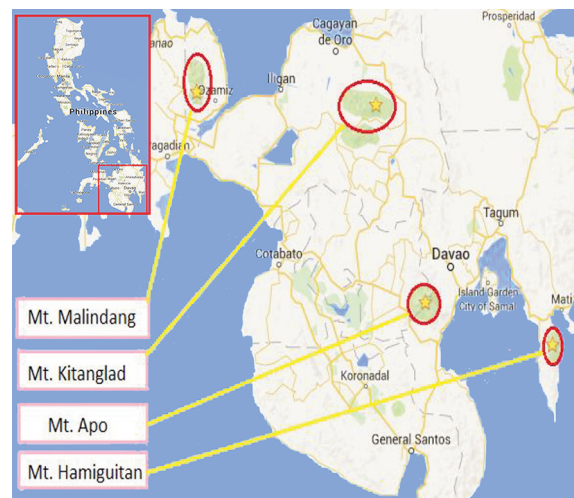 Philippines
Prosperidad
Cagayan
de Oro
anao
Iligan
Ozamiz
agadian
Tagum
Cotabato
Davao
Island Garden
City of Samal
Mati
Koronadal
General Santos
Mt. Malindang
Mt. Kitanglad
Mt. Apo
Mt. Hamiguitan